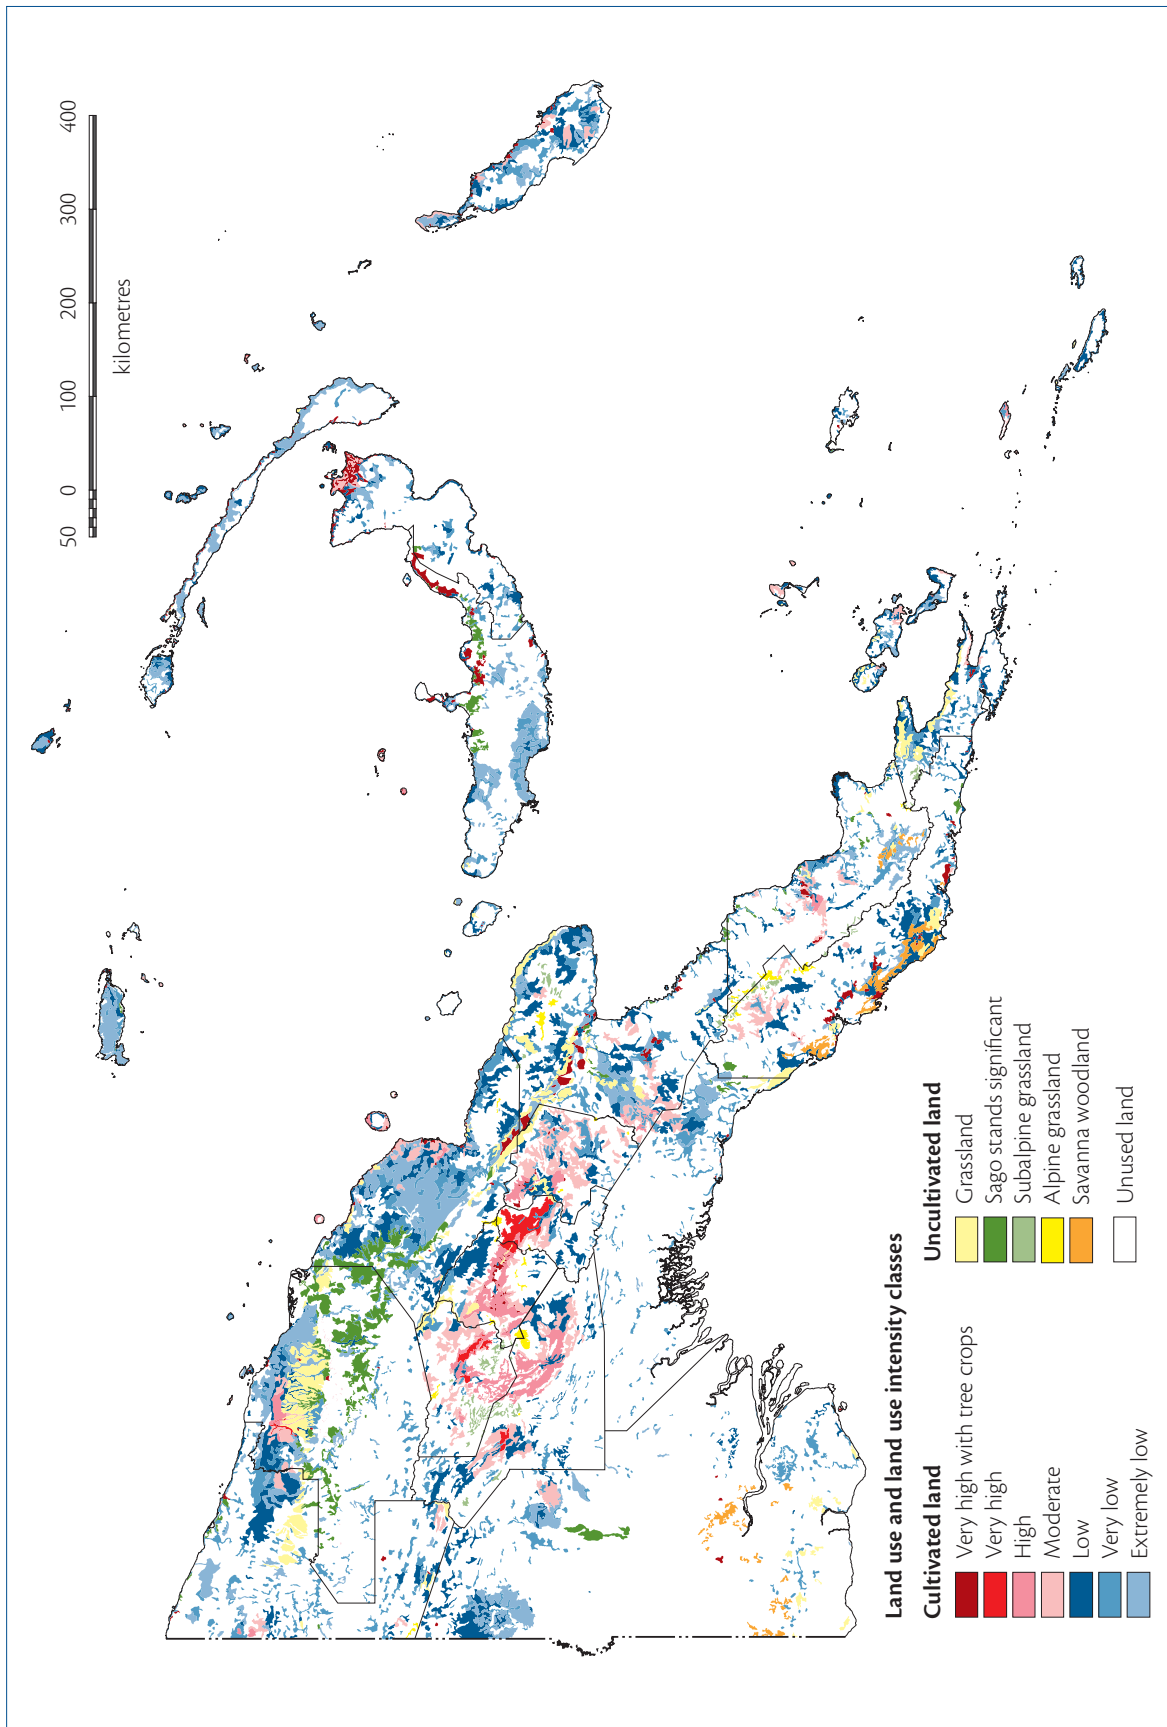 50 0 100 200 300 400
kilometres
Land use and land use intensity classes
Cultivated land
Very high with tree crops
Very high
High
Moderate
Low
Very low
Extremely low
Uncultivated land
Grassland
Sago stands significant
Subalpine grassland
Alpine grassland
Savanna woodland
Unused land